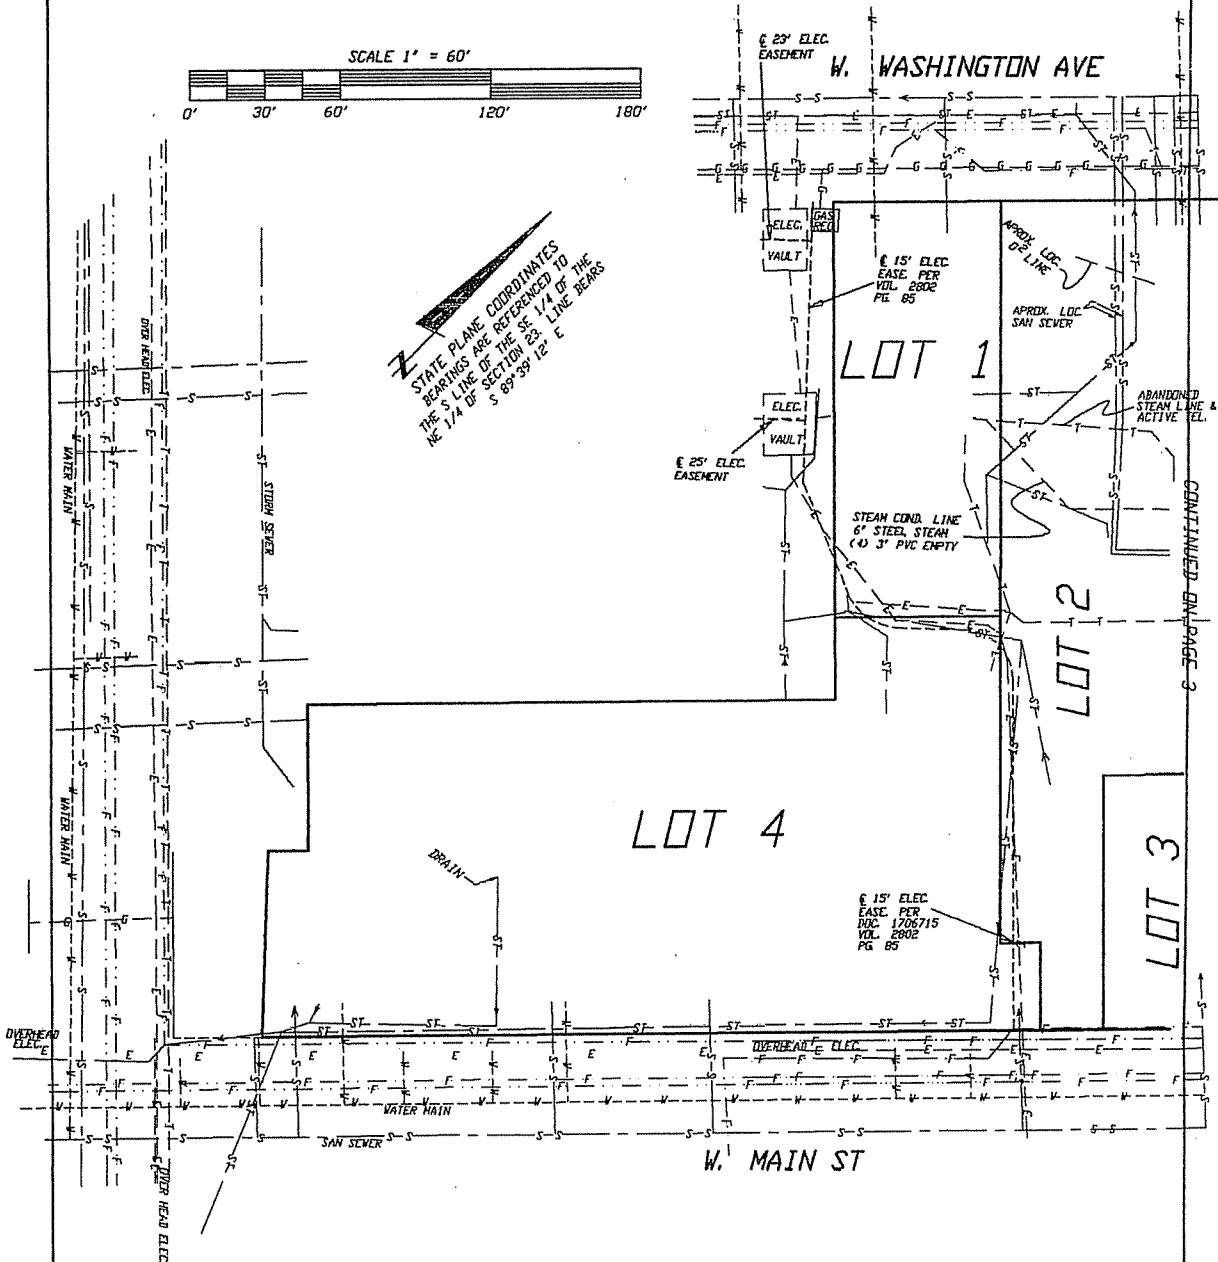 SCALE 1" = 60'
0'
30'
60'
120'
180'
℄ 23' ELEC.
EASEMENT
W. WASHINGTON AVE
ELEC.
VAULT
GAS
REG
℄ 15' ELEC.
EASE. PER
VOL. 2802
PG. 85
APROX. LOC.
O² LINE
APROX. LOC
SAN SEWER
STATE PLANE COORDINATES
BEARINGS ARE REFERENCED TO
THE S LINE OF THE SE 1/4 OF THE
NE 1/4 OF SECTION 23. LINE BEARS
S 89°39'12" E
N
LOT 1
ABANDONED
STEAM LINE &
ACTIVE TEL.
ELEC.
VAULT
℄ 25' ELEC.
EASEMENT
OVER HEAD ELEC.
WATER MAIN
STORM SEWER
STEAM COND. LINE
6" STEEL STEAM
(4) 3" PVC EMPTY
CONTINUED ON PAGE 3
LOT 2
WATER MAIN
LOT 4
DRAIN
LOT 3
℄ 15' ELEC.
EASE. PER
DOC. 1706715
VOL. 2802
PG. 85
OVERHEAD
ELEC.
OVERHEAD ELEC.
WATER MAIN
SAN SEWER
W. MAIN ST
OVER HEAD ELEC.